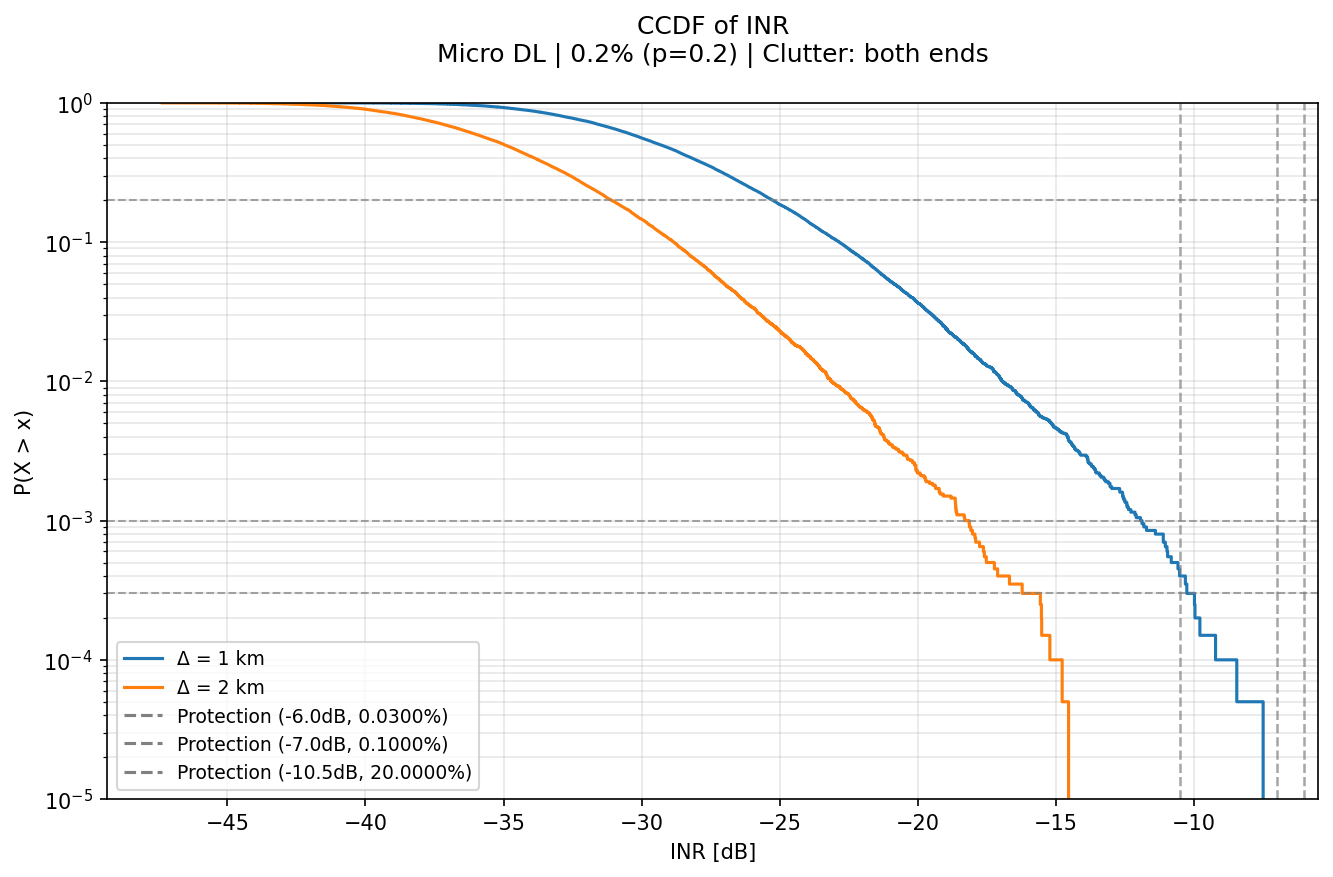 CCDF of INR
Micro DL | 0.2% (p=0.2) | Clutter: both ends
10⁰
10⁻¹
10⁻²
10⁻³
10⁻⁴
10⁻⁵
P(X > x)
Δ = 1 km
Δ = 2 km
Protection (-6.0dB, 0.0300%)
Protection (-7.0dB, 0.1000%)
Protection (-10.5dB, 20.0000%)
−45 −40 −35 −30 −25 −20 −15 −10
INR [dB]